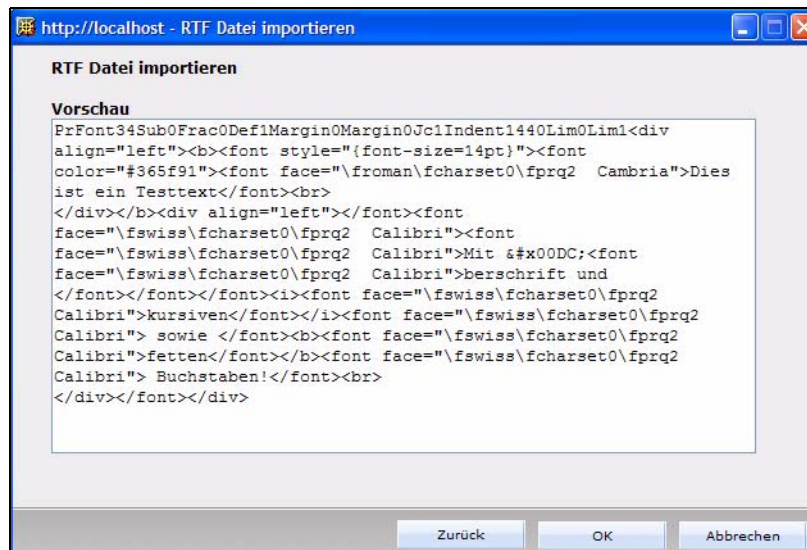 http://localhost - RTF Datei importieren
RTF Datei importieren
Vorschau
PrFont34Sub0Frac0Def1Margin0Margin0Jc1Indent1440Lim0Lim1<div
align="left"><b><font style="{font-size=14pt}"><font
color="#365f91"><font face="\froman\fcharset0\fprq2  Cambria">Dies
ist ein Testtext</font><br>
</div></b><div align="left"></font><font
face="\fswiss\fcharset0\fprq2  Calibri"><font
face="\fswiss\fcharset0\fprq2  Calibri">Mit &#x00DC;<font
face="\fswiss\fcharset0\fprq2  Calibri">berschrift und
</font></font></font><i><font face="\fswiss\fcharset0\fprq2
Calibri">kursiven</font></i><font face="\fswiss\fcharset0\fprq2
Calibri"> sowie </font><b><font face="\fswiss\fcharset0\fprq2
Calibri">fetten</font></b><font face="\fswiss\fcharset0\fprq2
Calibri"> Buchstaben!</font><br>
</div></font></div>
Zurück OK Abbrechen